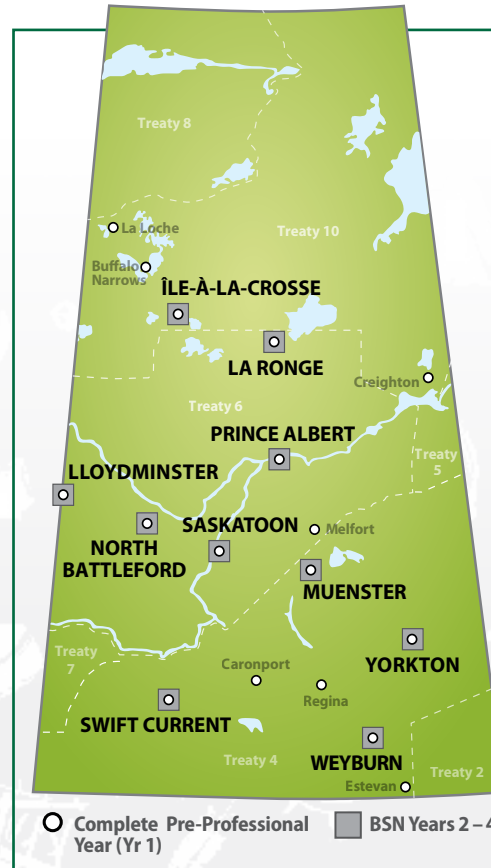 Treaty 8
La Loche
Treaty 10
Buffalo
Narrows
ÎLE-À-LA-CROSSE
LA RONGE
Creighton
Treaty 6
PRINCE ALBERT
Treaty
5
LLOYDMINSTER
SASKATOON
Melfort
NORTH
BATTLEFORD
MUENSTER
Treaty
7
YORKTON
Caronport
Regina
SWIFT CURRENT
WEYBURN
Treaty 4
Treaty 2
Estevan
Complete Pre-Professional
Year (Yr 1)
BSN Years 2 – 4